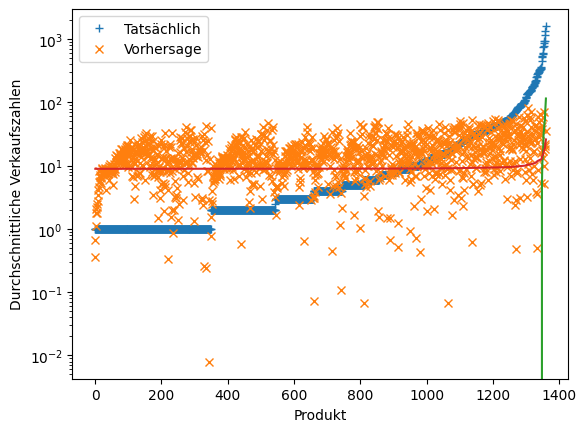 Tatsächlich
Vorhersage
Durchschnittliche Verkaufszahlen
10³
10²
10¹
10⁰
10⁻¹
10⁻²
0 200 400 600 800 1000 1200 1400
Produkt